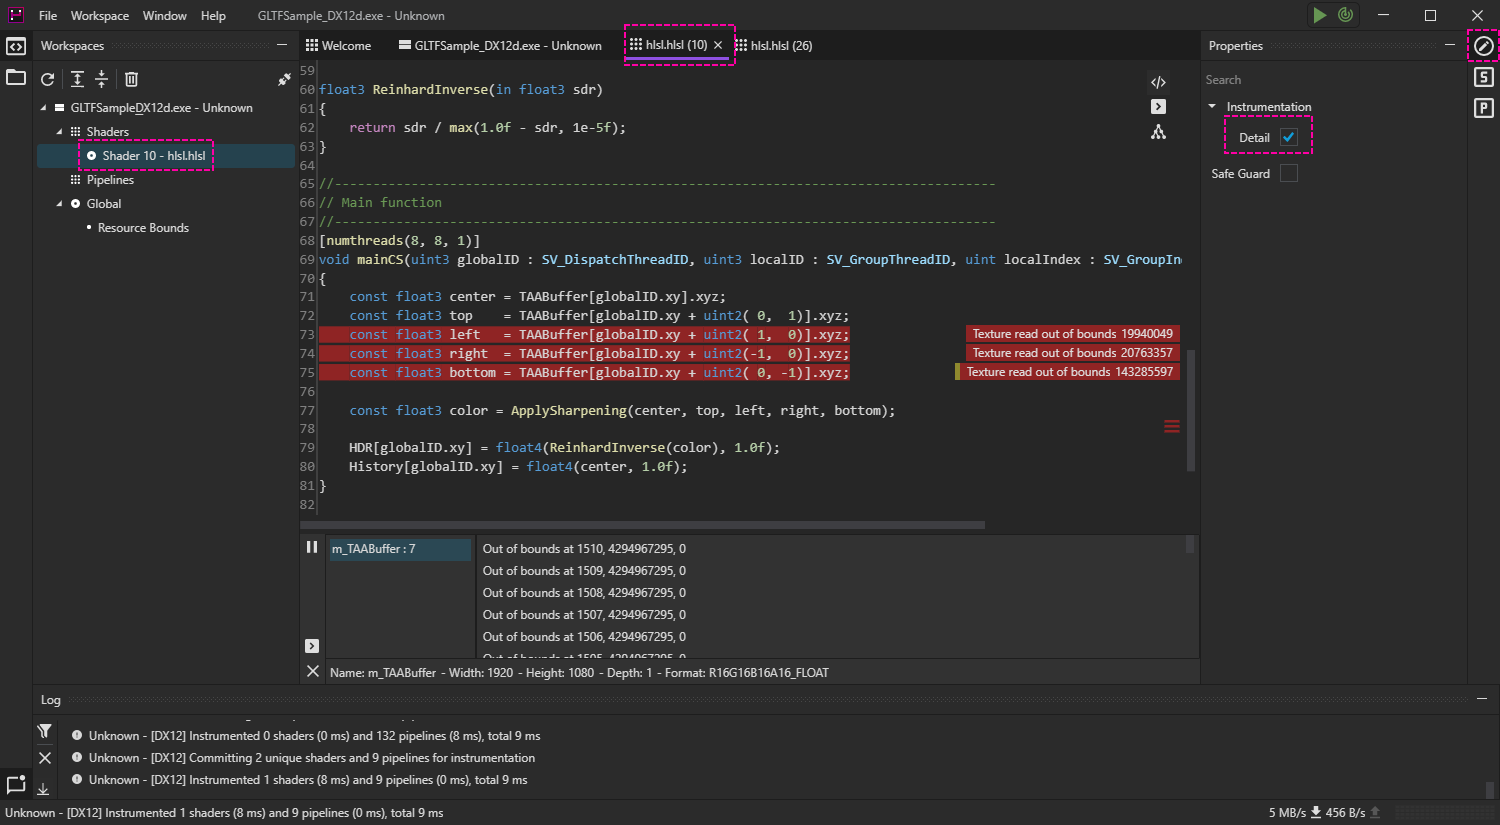 File Workspace Window Help GLTFSample_DX12d.exe - Unknown
Workspaces
GLTFSample_DX12d.exe - Unknown
Shaders
Shader 10 - hlsl.hlsl
Pipelines
Global
Resource Bounds
Welcome GLTFSample_DX12d.exe - Unknown hlsl.hlsl (10) hlsl.hlsl (26)
59
60 float3 ReinhardInverse(in float3 sdr)
61 {
62 return sdr / max(1.0f - sdr, 1e-5f);
63 }
64
65 //--------------------------------------------------------------------------------------
66 // Main function
67 //--------------------------------------------------------------------------------------
68 [numthreads(8, 8, 1)]
69 void mainCS(uint3 globalID : SV_DispatchThreadID, uint3 localID : SV_GroupThreadID, uint localIndex : SV_GroupIn
70 {
71 const float3 center = TAABuffer[globalID.xy].xyz;
72 const float3 top = TAABuffer[globalID.xy + uint2( 0, 1)].xyz;
73 const float3 left = TAABuffer[globalID.xy + uint2( 1, 0)].xyz; Texture read out of bounds 19940049
74 const float3 right = TAABuffer[globalID.xy + uint2(-1, 0)].xyz; Texture read out of bounds 20763357
75 const float3 bottom = TAABuffer[globalID.xy + uint2( 0, -1)].xyz; Texture read out of bounds 143285597
76
77 const float3 color = ApplySharpening(center, top, left, right, bottom);
78
79 HDR[globalID.xy] = float4(ReinhardInverse(color), 1.0f);
80 History[globalID.xy] = float4(center, 1.0f);
81 }
82
m_TAABuffer : 7
Out of bounds at 1510, 4294967295, 0
Out of bounds at 1509, 4294967295, 0
Out of bounds at 1508, 4294967295, 0
Out of bounds at 1507, 4294967295, 0
Out of bounds at 1506, 4294967295, 0
Out of bounds at 1505, 4294967295, 0
Name: m_TAABuffer - Width: 1920 - Height: 1080 - Depth: 1 - Format: R16G16B16A16_FLOAT
Properties
Search
Instrumentation
Detail
Safe Guard
S
P
Log
Unknown - [DX12] Instrumented 0 shaders (0 ms) and 132 pipelines (8 ms), total 9 ms
Unknown - [DX12] Committing 2 unique shaders and 9 pipelines for instrumentation
Unknown - [DX12] Instrumented 1 shaders (8 ms) and 9 pipelines (0 ms), total 9 ms
Unknown - [DX12] Instrumented 1 shaders (8 ms) and 9 pipelines (0 ms), total 9 ms
5 MB/s 456 B/s